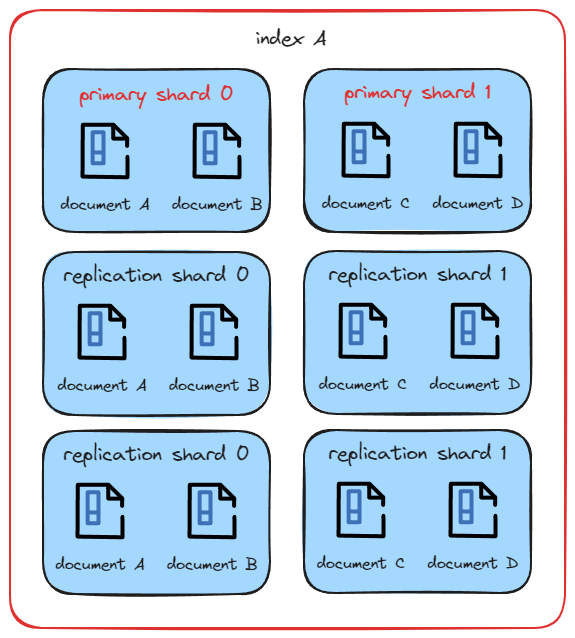 index A
primary shard 0
document A
document B
primary shard 1
document C
document D
replication shard 0
document A
document B
replication shard 1
document C
document D
replication shard 0
document A
document B
replication shard 1
document C
document D